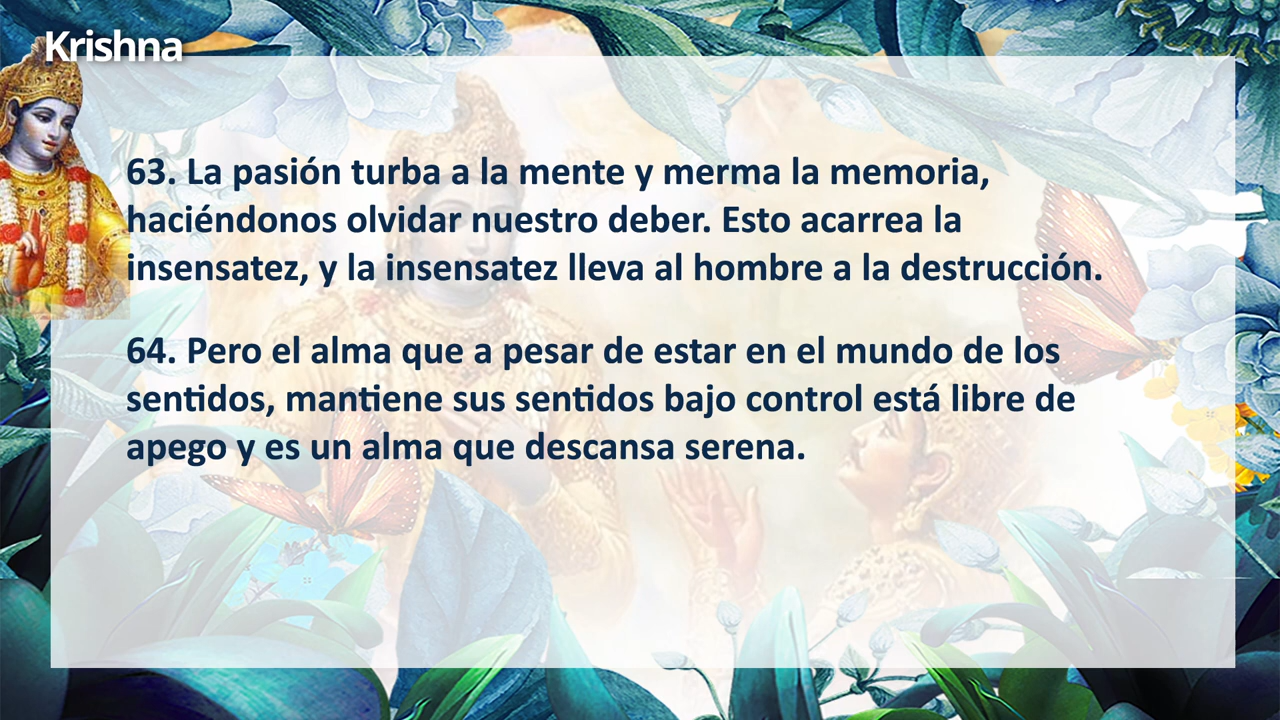 Krishna
63. La pasión turba a la mente y merma la memoria,
haciéndonos olvidar nuestro deber. Esto acarrea la
insensatez, y la insensatez lleva al hombre a la destrucción.
64. Pero el alma que a pesar de estar en el mundo de los
sentidos, mantiene sus sentidos bajo control está libre de
apego y es un alma que descansa serena.